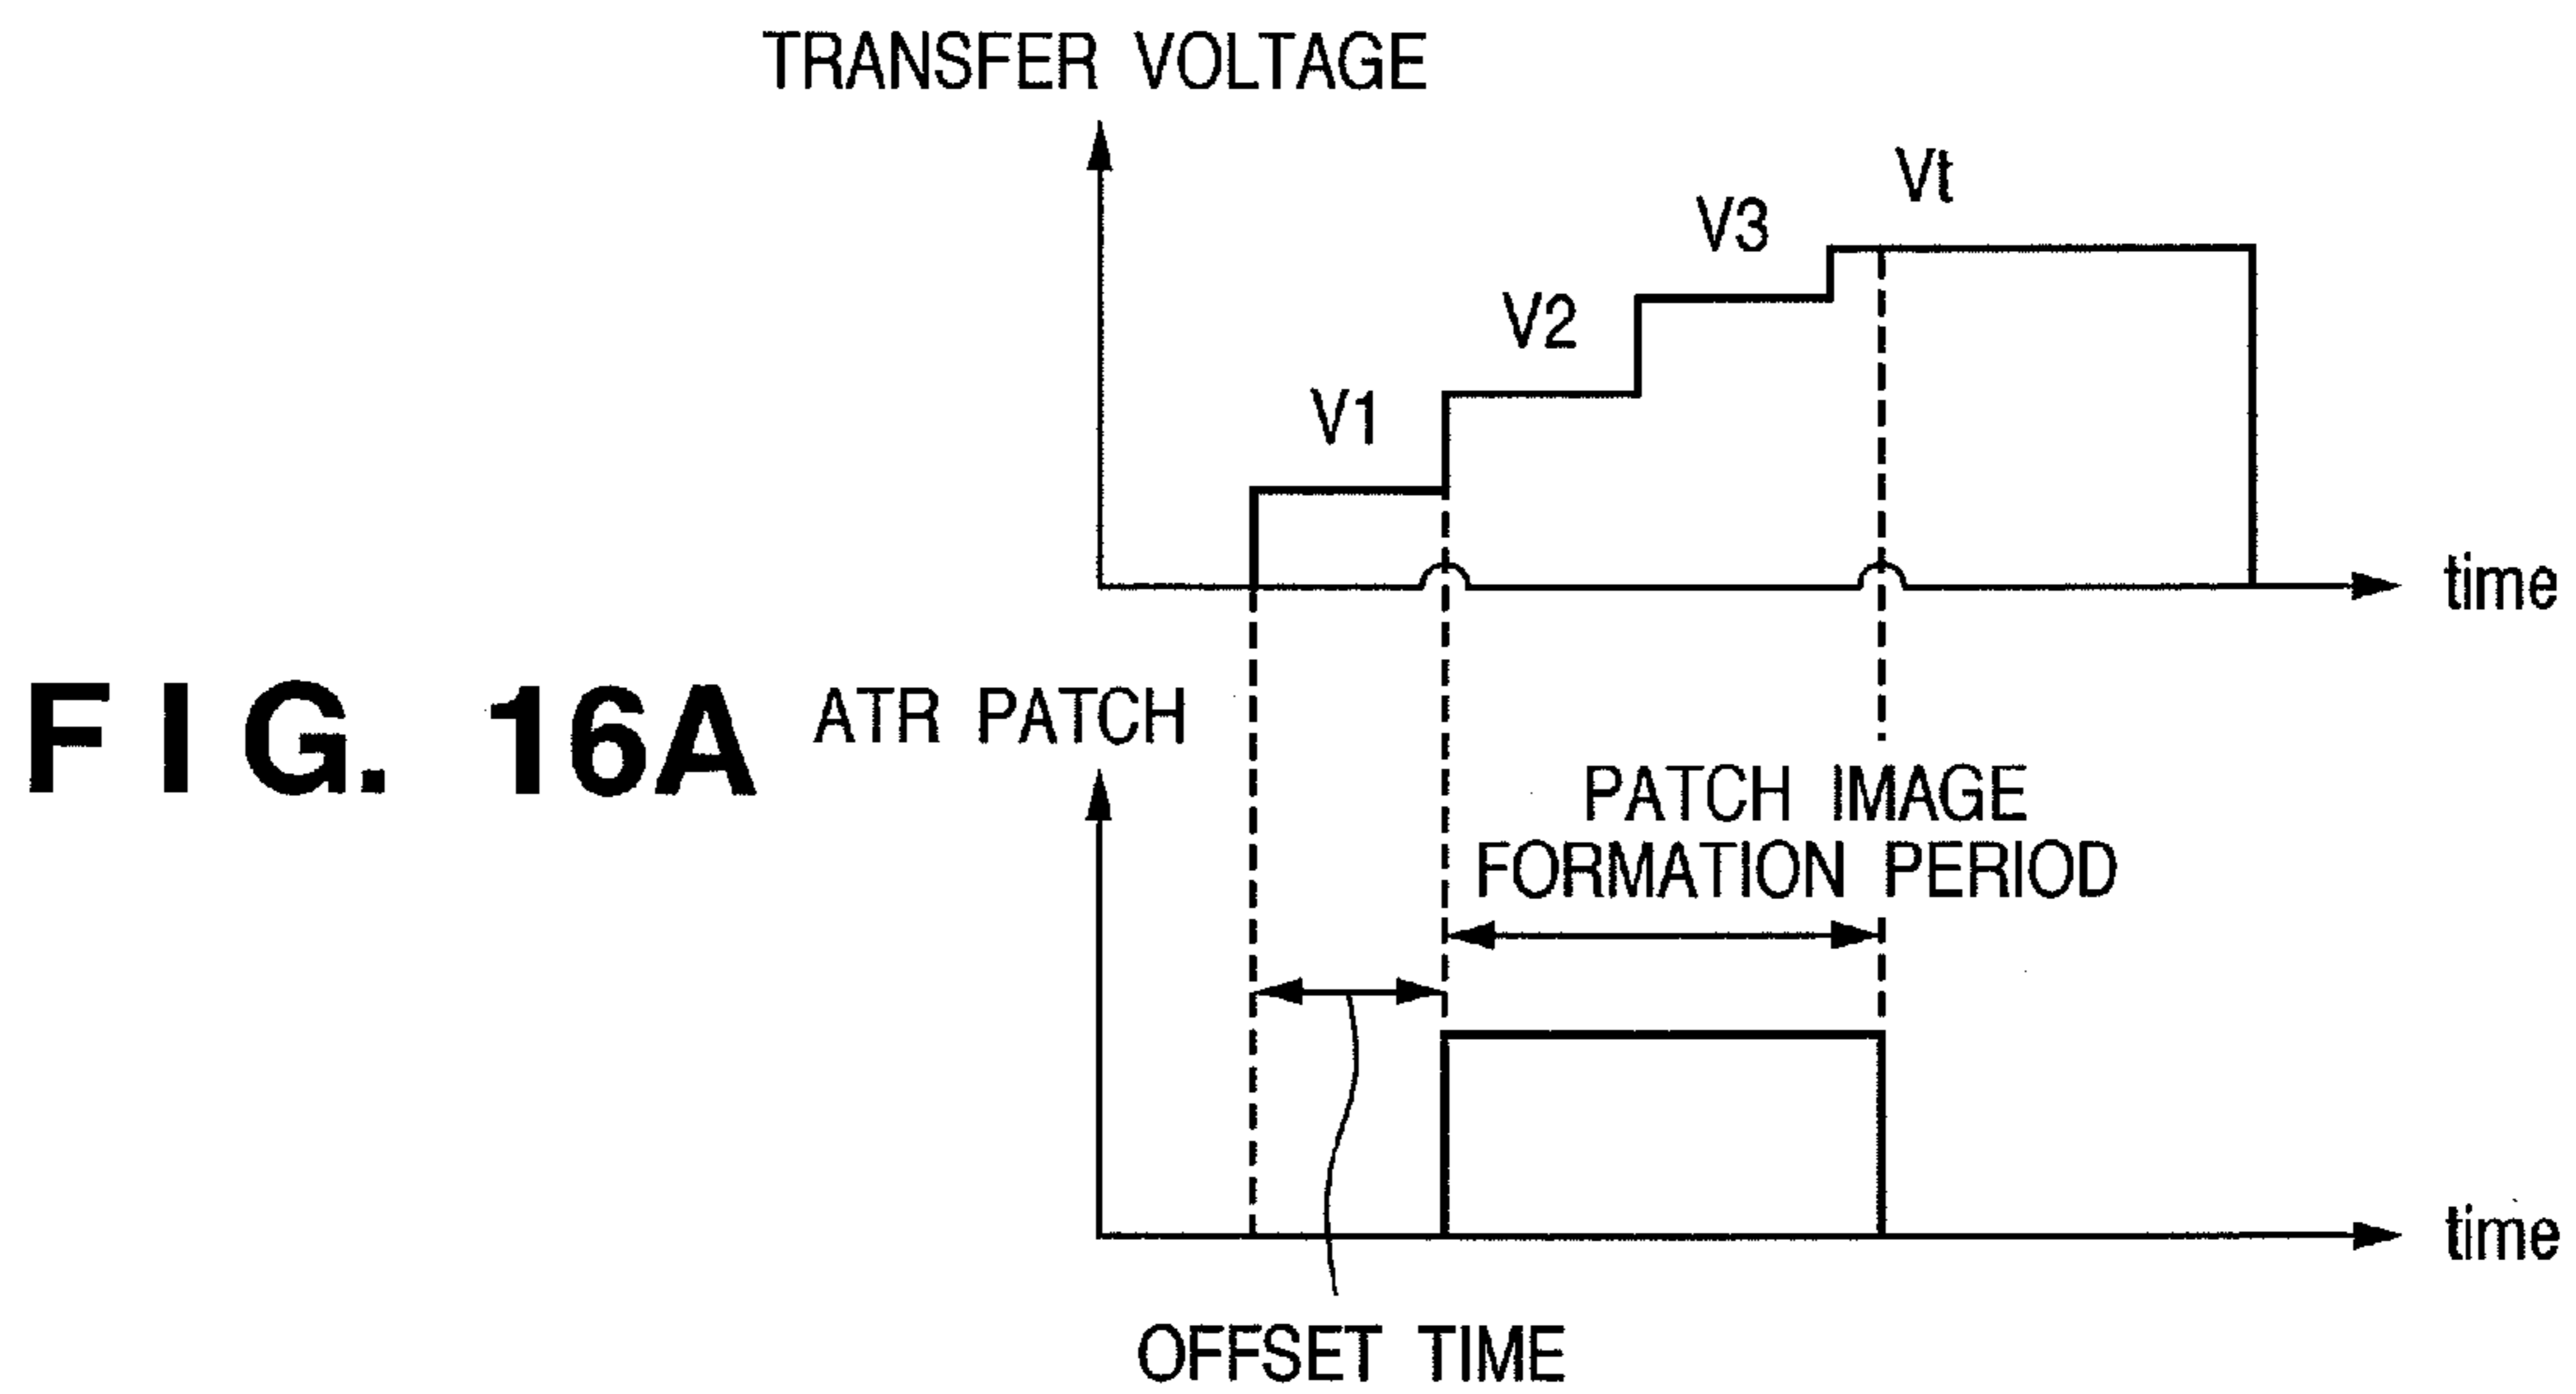 TRANSFER VOLTAGE
Vt
V3
V2
V1
time
FIG. 16A
ATR PATCH
PATCH IMAGE
FORMATION PERIOD
time
OFFSET TIME